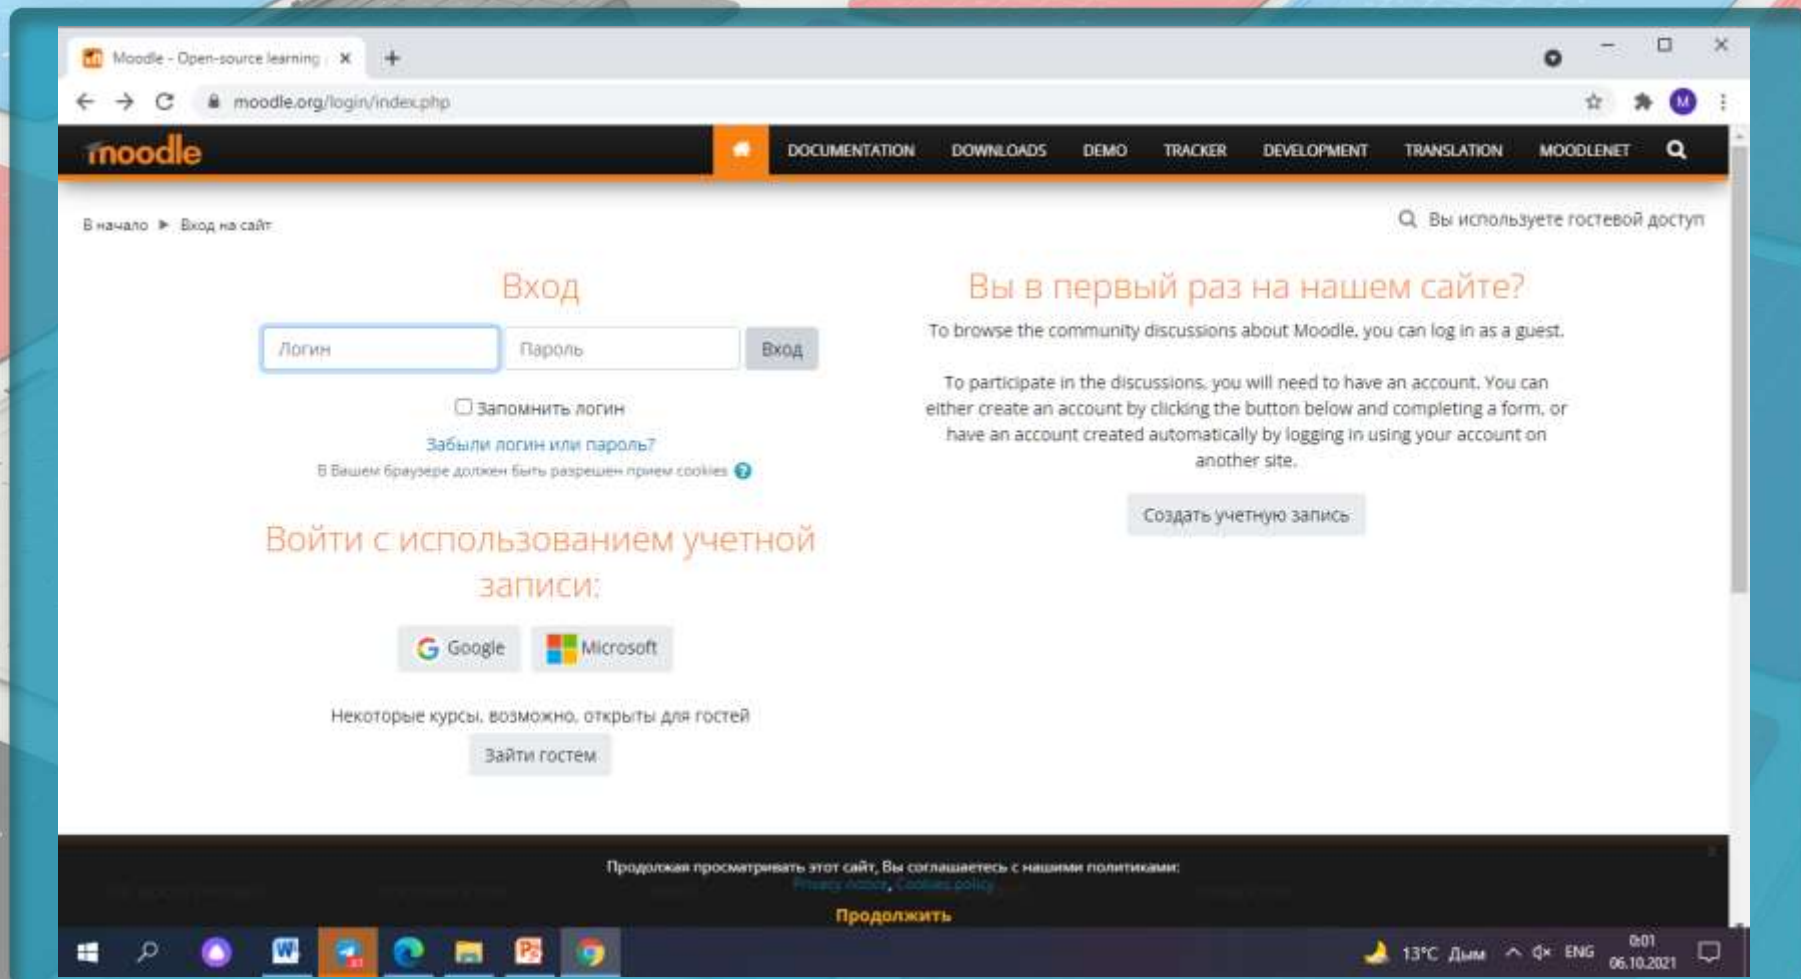 Moodle - Open-source learning
moodle.org/login/index.php
M
moodle
DOCUMENTATION DOWNLOADS DEMO TRACKER DEVELOPMENT TRANSLATION MOODLENET
В начало ► Вход на сайт
Вы используете гостевой доступ
Вход
Логин Пароль Вход
Запомнить логин
Забыли логин или пароль?
В Вашем браузере должен быть разрешен прием cookies ?
Войти с использованием учетной
записи:
Google Microsoft
Некоторые курсы, возможно, открыты для гостей
Зайти гостем
Вы в первый раз на нашем сайте?
To browse the community discussions about Moodle, you can log in as a guest.
To participate in the discussions, you will need to have an account. You can
either create an account by clicking the button below and completing a form, or
have an account created automatically by logging in using your account on
another site.
Создать учетную запись
Продолжая просматривать этот сайт, Вы соглашаетесь с нашими политиками:
Privacy notice, Cookies policy
Продолжить
13°C Дым ENG 0:01
06.10.2021